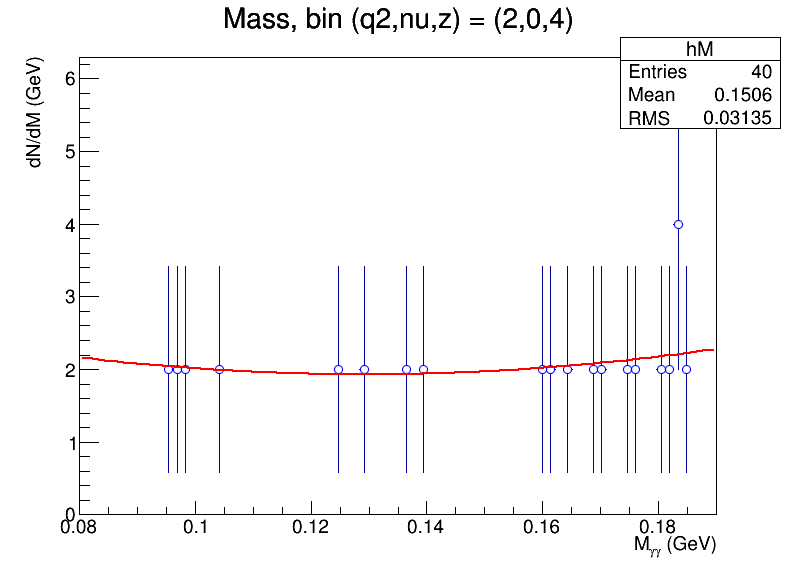 Mass, bin (q2,nu,z) = (2,0,4)
hM
Entries 40
Mean 0.1506
RMS 0.03135
dN/dM (GeV)
6
5
4
3
2
1
0
0.08 0.1 0.12 0.14 0.16 0.18
Mγγ (GeV)